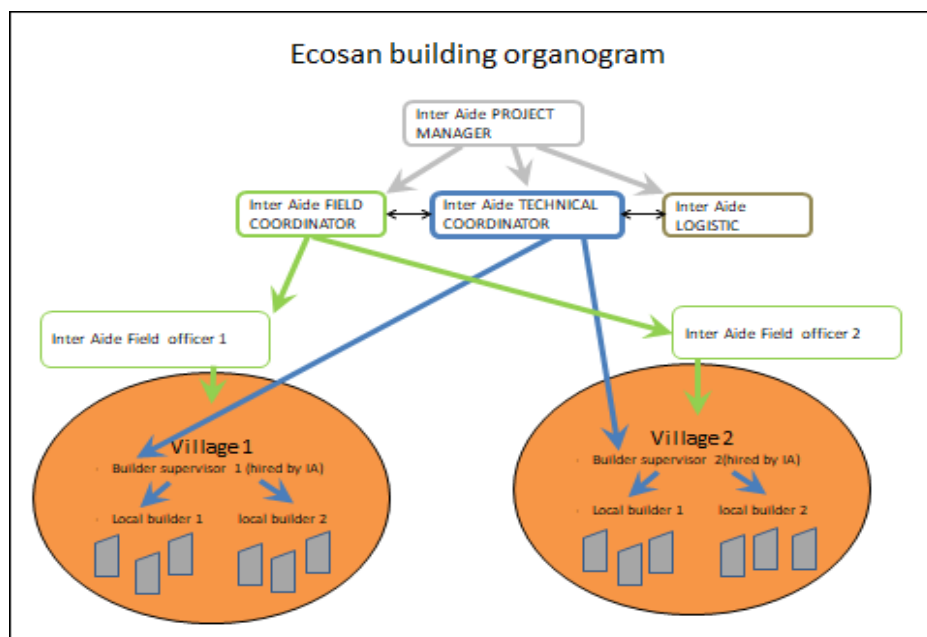 Ecosan building organogram
Inter Aide PROJECT
MANAGER
Inter Aide FIELD
COORDINATOR
Inter Aide TECHNICAL
COORDINATOR
Inter Aide
LOGISTIC
Inter Aide Field officer 1
Inter Aide Field officer 2
Village 1
Builder supervisor 1 (hired by IA)
Local builder 1
local builder 2
Village 2
Builder supervisor 2(hired by IA)
Local builder 1
local builder 2